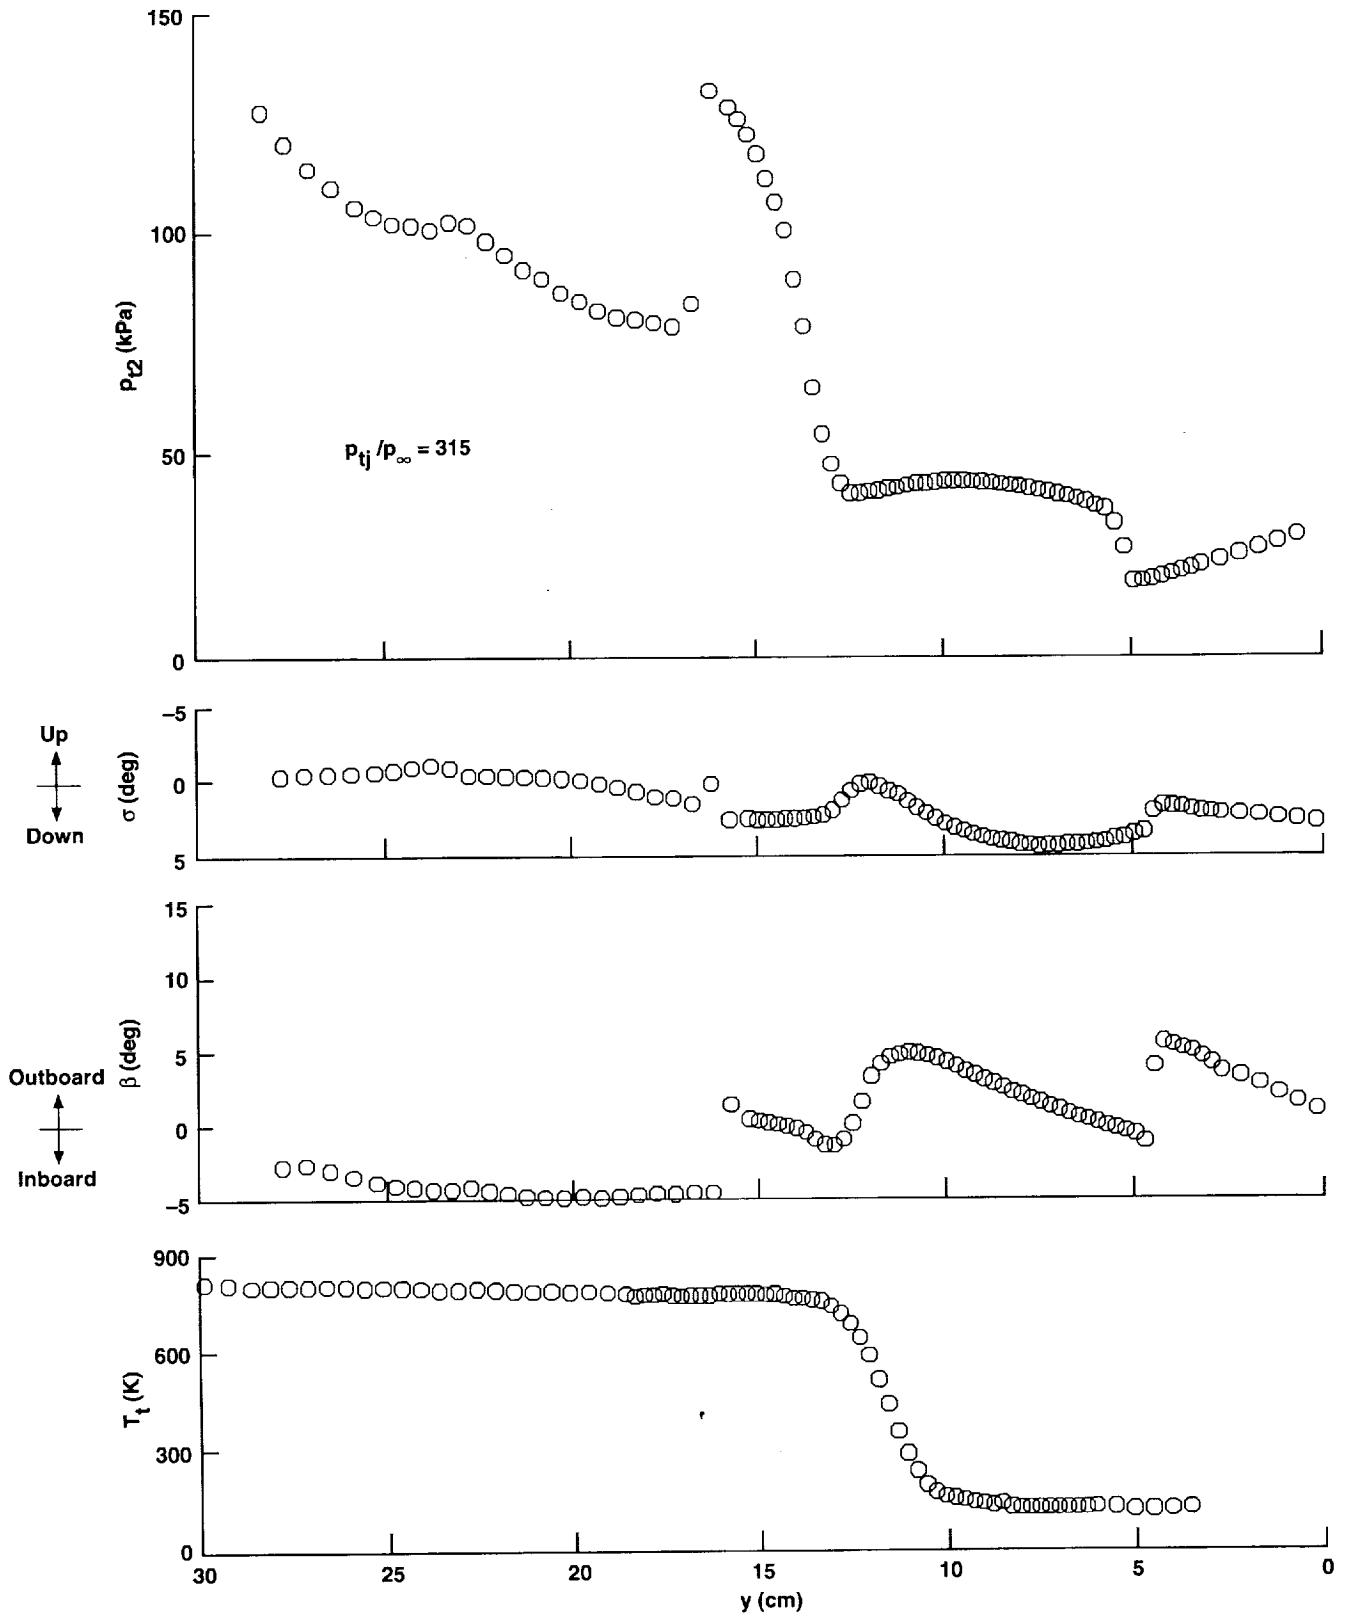 150
100
50
0
p_t2 (kPa)
p_tj /p_∞ = 315
Up
Down
–5
0
5
σ (deg)
15
10
5
0
–5
β (deg)
Outboard
Inboard
900
600
300
0
T_t (K)
30 25 20 15 10 5 0
y (cm)